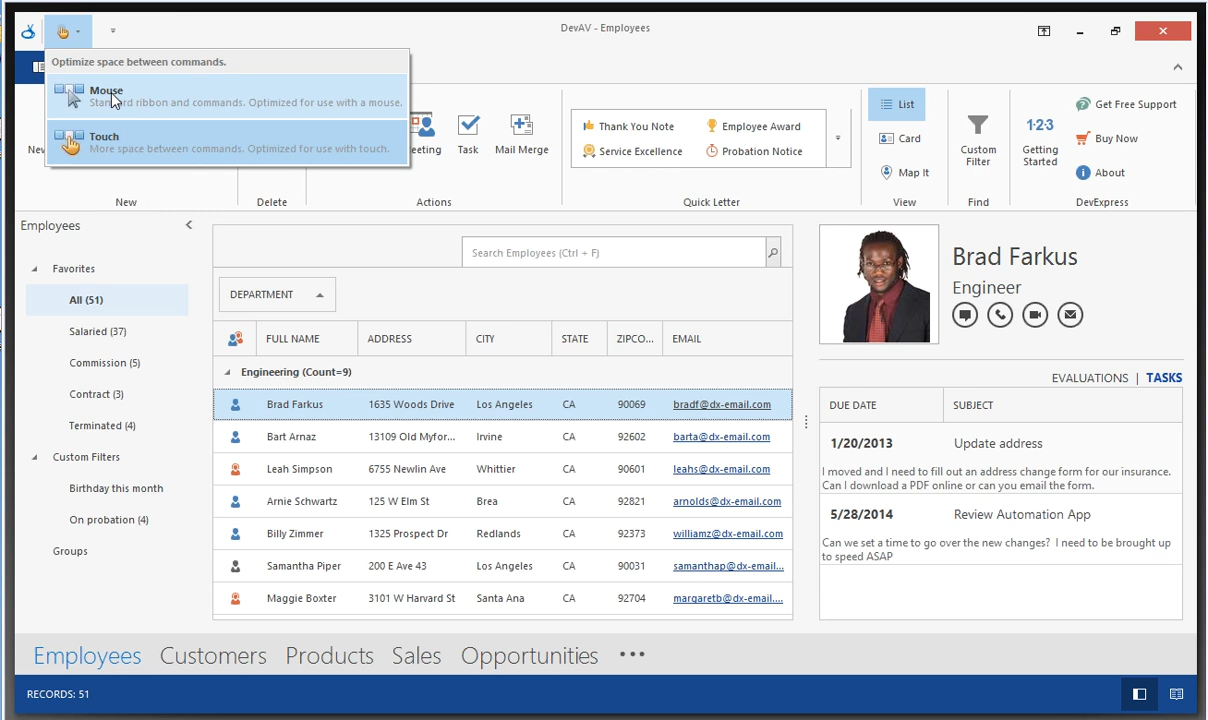 DevAV - Employees
Optimize space between commands.
Mouse
Standard ribbon and commands. Optimized for use with a mouse.
Touch
More space between commands. Optimized for use with touch.
Task
Mail Merge
Thank You Note
Employee Award
Service Excellence
Probation Notice
List
Card
Map It
Custom
Filter
1·2·3
Getting
Started
Get Free Support
Buy Now
About
New
Delete
Actions
Quick Letter
View
Find
DevExpress
Employees
Favorites
All (51)
Salaried (37)
Commission (5)
Contract (3)
Terminated (4)
Custom Filters
Birthday this month
On probation (4)
Groups
Search Employees (Ctrl + F)
DEPARTMENT
FULL NAME ADDRESS CITY STATE ZIPCO... EMAIL
Engineering (Count=9)
Brad Farkus 1635 Woods Drive Los Angeles CA 90069 bradf@dx-email.com
Bart Arnaz 13109 Old Myfor... Irvine CA 92602 barta@dx-email.com
Leah Simpson 6755 Newlin Ave Whittier CA 90601 leahs@dx-email.com
Arnie Schwartz 125 W Elm St Brea CA 92821 arnolds@dx-email.com
Billy Zimmer 1325 Prospect Dr Redlands CA 92373 williamz@dx-email.com
Samantha Piper 200 E Ave 43 Los Angeles CA 90031 samanthap@dx-email...
Maggie Boxter 3101 W Harvard St Santa Ana CA 92704 margaretb@dx-email....
Brad Farkus
Engineer
EVALUATIONS | TASKS
DUE DATE SUBJECT
1/20/2013 Update address
I moved and I need to fill out an address change form for our insurance.
Can I download a PDF online or can you email the form.
5/28/2014 Review Automation App
Can we set a time to go over the new changes? I need to be brought up
to speed ASAP
Employees Customers Products Sales Opportunities •••
RECORDS: 51